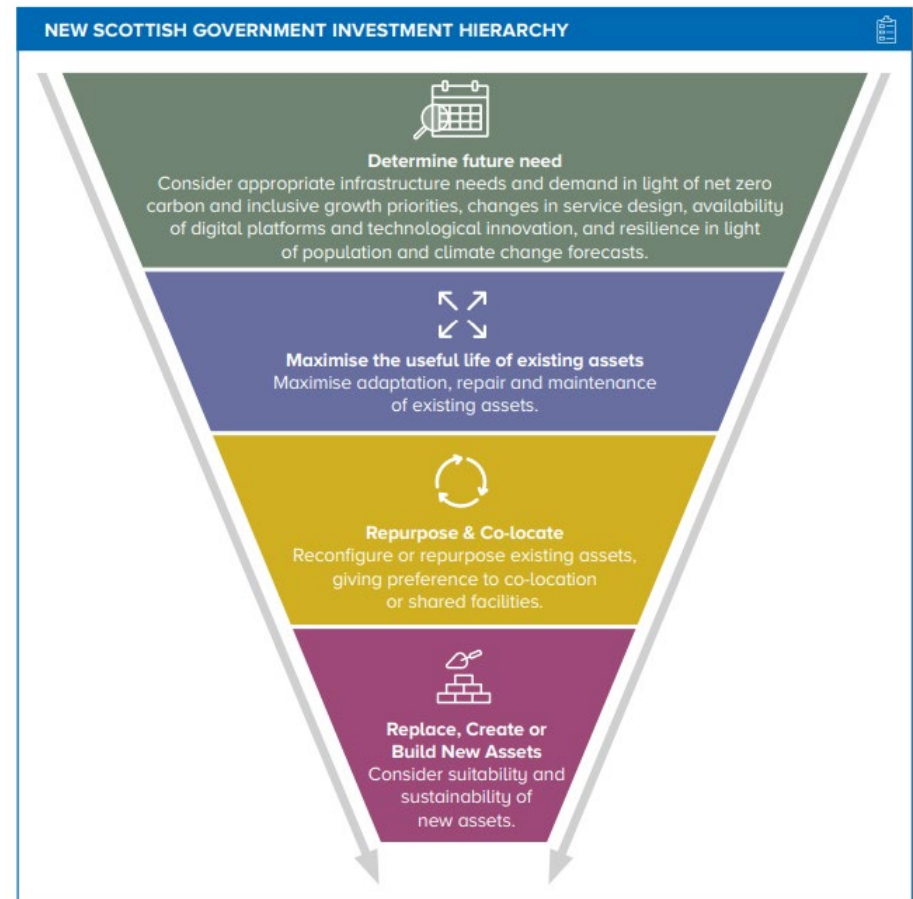 NEW SCOTTISH GOVERNMENT INVESTMENT HIERARCHY
Determine future need
Consider appropriate infrastructure needs and demand in light of net zero
carbon and inclusive growth priorities, changes in service design, availability
of digital platforms and technological innovation, and resilience in light
of population and climate change forecasts.
Maximise the useful life of existing assets
Maximise adaptation, repair and maintenance
of existing assets.
Repurpose & Co-locate
Reconfigure or repurpose existing assets,
giving preference to co-location
or shared facilities.
Replace, Create or
Build New Assets
Consider suitability and
sustainability of
new assets.